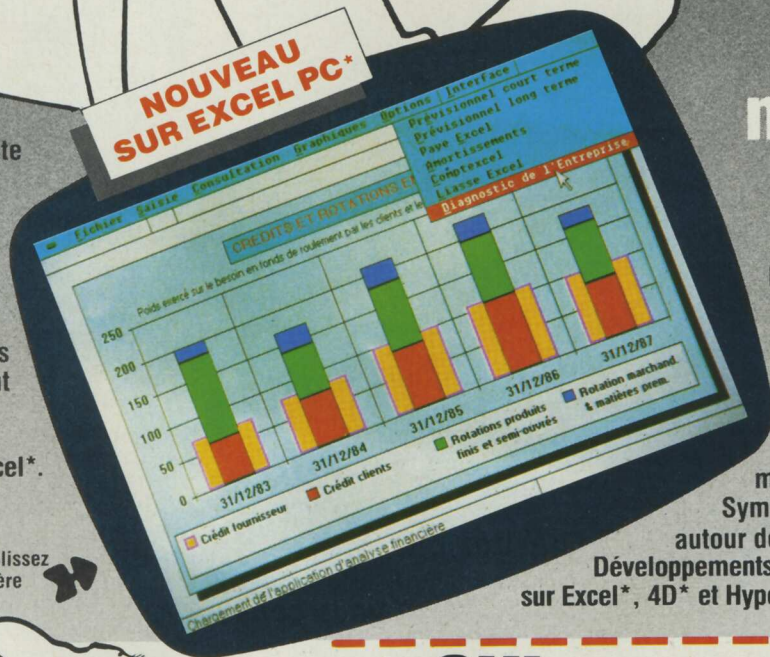 NOUVEAU
SUR EXCEL PC*
Fichier Saisie Consultation Graphiques Options Interface
Prévisionnel court terme
Prévisionnel long terme
Pave Excel
Amortissements
Comptexcel
Liasse Excel
Diagnostic de l'Entreprise
CREDITS ET ROTATIONS
Poids exercé sur le besoin en fonds de roulement par les clients et les
250
200
150
100
50
0
31/12/83
31/12/84
31/12/85
31/12/86
31/12/87
Crédit fournisseur
Crédit clients
Rotations produits
finis et semi-ouvrés
Rotation marchand.
& matières prem.
Chargement de l'application d'analyse financière
te
s
nt
cel*.
lissez
ère
m
Sym
autour de
Développements
sur Excel*, 4D* et Hype